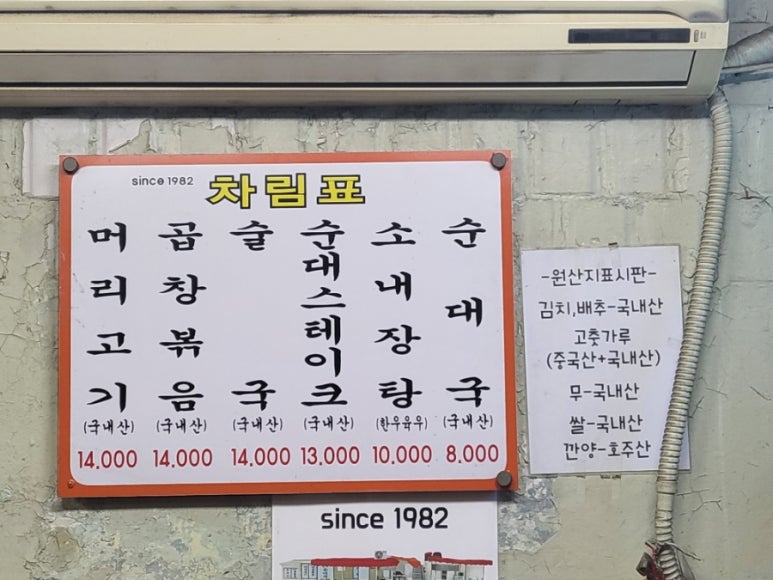 since 1982 차림표
머리고기 (국내산) 14.000
곱창볶음 (국내산) 14.000
술국 (국내산) 14.000
순대스테이크 (국내산) 13.000
소내장탕 (한우육우) 10.000
순대국 (국내산) 8.000
-원산지표시판-
김치,배추-국내산
고춧가루
(중국산+국내산)
무-국내산
쌀-국내산
깐양-호주산
since 1982